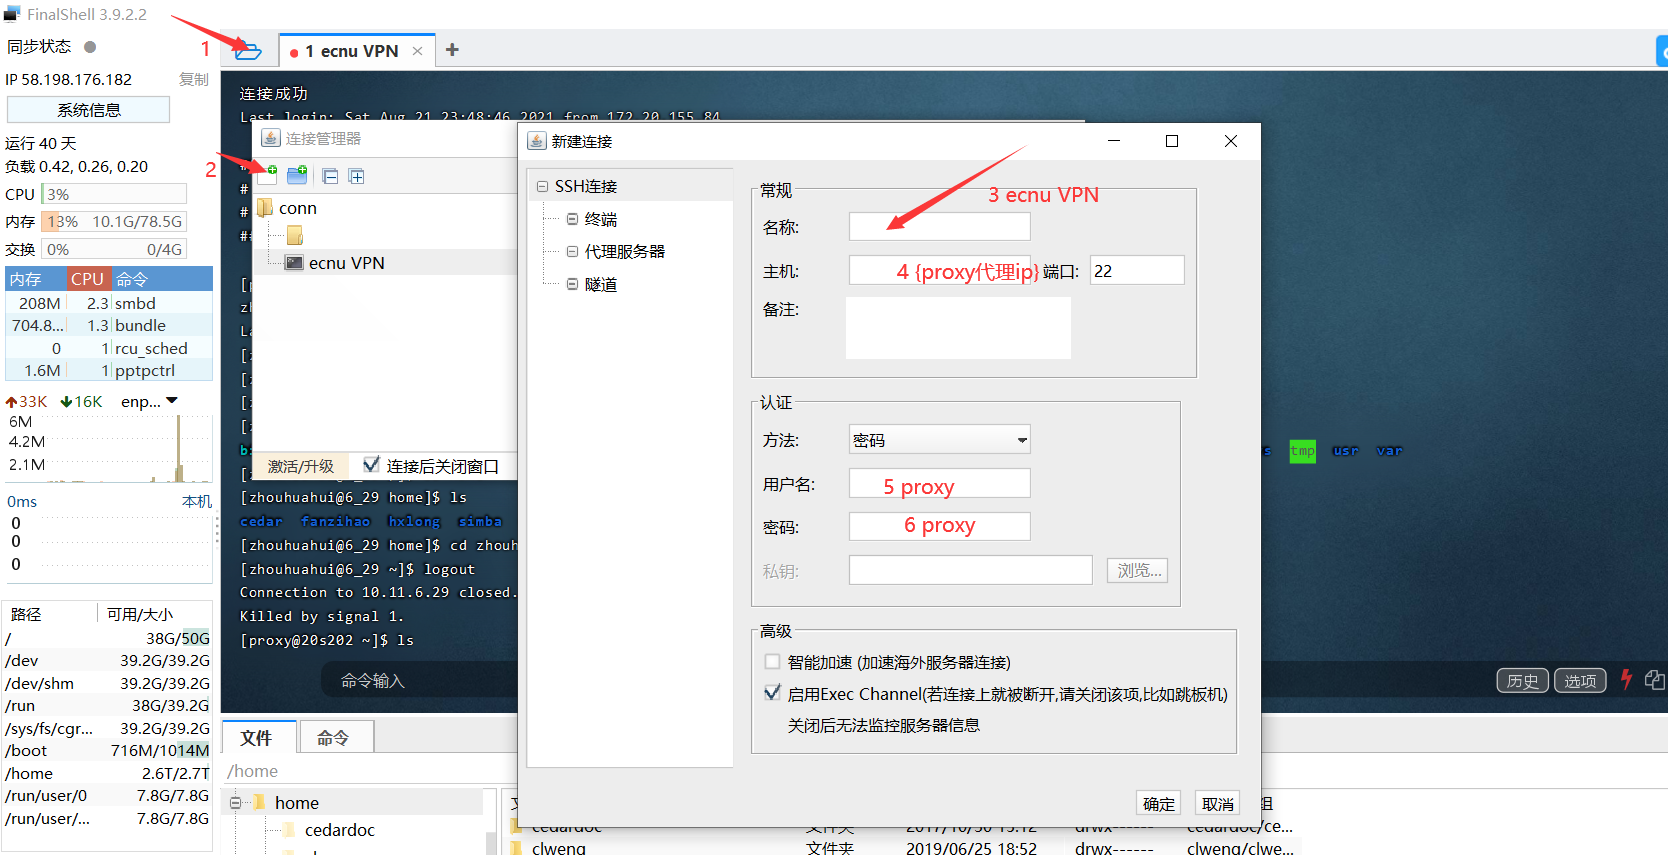 FinalShell 3.9.2.2
同步状态
1
1 ecnu VPN
IP 58.198.176.182
复制
系统信息
运行 40 天
负载 0.42, 0.26, 0.20
CPU 3%
内存 13% 10.1G/78.5G
交换 0% 0/4G
内存 CPU 命令
208M 2.3 smbd
704.8... 1.3 bundle
0 1 rcu_sched
1.6M 1 pptpctrl
33K 16K enp...
6M
4.2M
2.1M
0ms 本机
0
0
0
路径 可用/大小
/ 38G/50G
/dev 39.2G/39.2G
/dev/shm 39.2G/39.2G
/run 38G/39.2G
/sys/fs/cgr... 39.2G/39.2G
/boot 716M/1014M
/home 2.6T/2.7T
/run/user/0 7.8G/7.8G
/run/user/... 7.8G/7.8G
连接成功
Last login: Sat Aug 21 23:48:46 2021 from 172.20.155.84
连接管理器
2
conn
ecnu VPN
激活/升级
连接后关闭窗口
[zhouhuahui@6_29 home]$ ls
cedar fanzihao hxlong simba
[zhouhuahui@6_29 home]$ cd zhouh
[zhouhuahui@6_29 ~]$ logout
Connection to 10.11.6.29 closed.
Killed by signal 1.
[proxy@20s202 ~]$ ls
tmp usr var
命令输入
历史
选项
新建连接
SSH连接
终端
代理服务器
隧道
常规
3 ecnu VPN
名称:
主机: 4 {proxy代理ip} 端口: 22
备注:
认证
方法: 密码
用户名: 5 proxy
密码: 6 proxy
私钥:
浏览...
高级
智能加速 (加速海外服务器连接)
启用Exec Channel(若连接上就被断开,请关闭该项,比如跳板机)
关闭后无法监控服务器信息
确定
取消
文件
命令
/home
home
cedardoc
组
cedardoc 文件夹 2017/10/30 15:12 drwx------ cedardoc/ce...
clweng 文件夹 2019/06/25 18:52 drwx------ clweng/clwe...